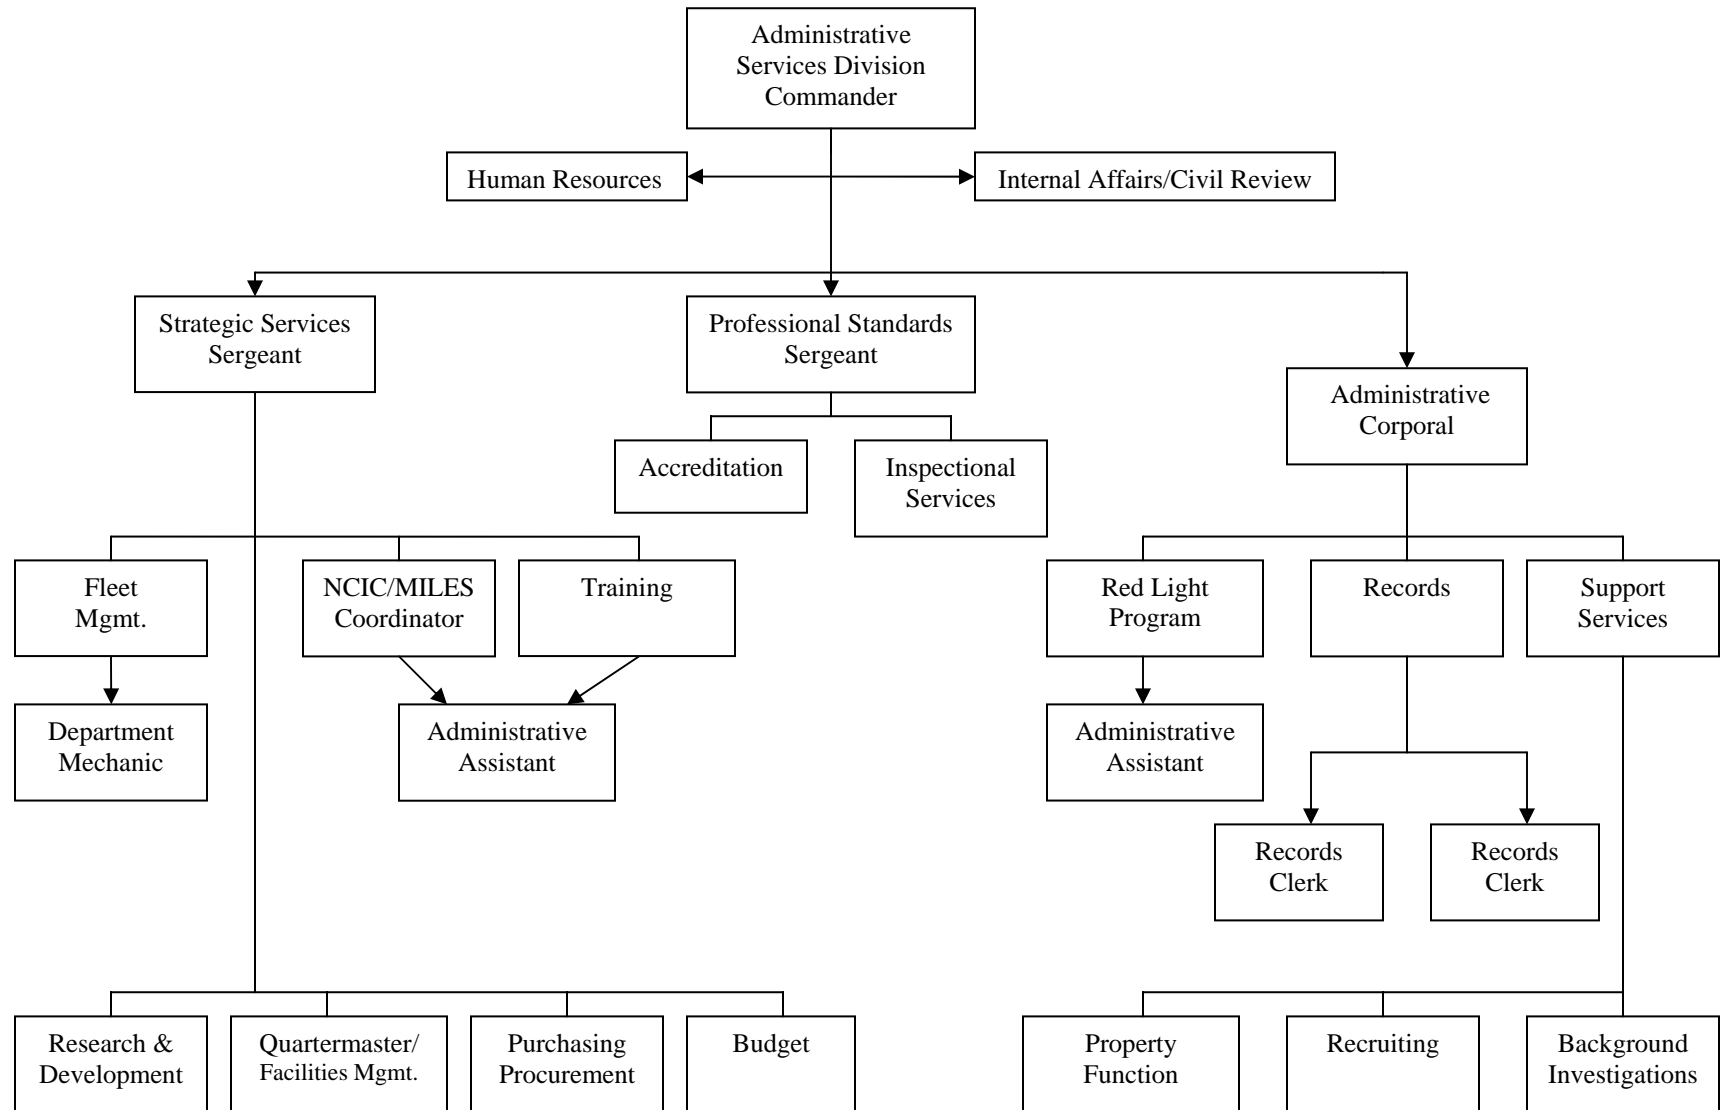 Administrative
Services Division
Commander
Human Resources
Internal Affairs/Civil Review
Strategic Services
Sergeant
Professional Standards
Sergeant
Administrative
Corporal
Accreditation
Inspectional
Services
Fleet
Mgmt.
NCIC/MILES
Coordinator
Training
Red Light
Program
Records
Support
Services
Department
Mechanic
Administrative
Assistant
Administrative
Assistant
Records
Clerk
Records
Clerk
Research &
Development
Quartermaster/
Facilities Mgmt.
Purchasing
Procurement
Budget
Property
Function
Recruiting
Background
Investigations